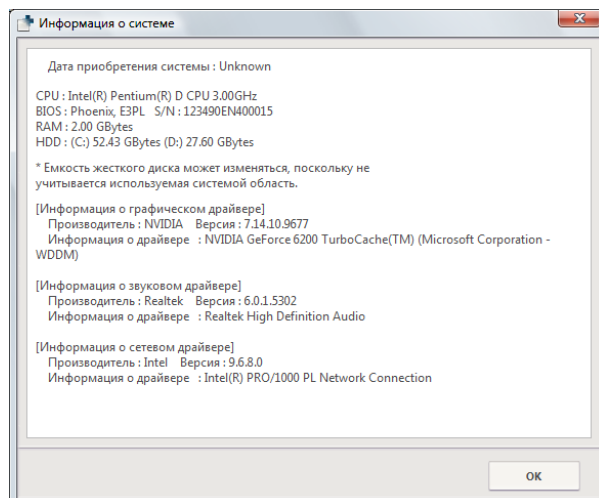 Информация о системе
Дата приобретения системы : Unknown
CPU : Intel(R) Pentium(R) D CPU 3.00GHz
BIOS : Phoenix, E3PL   S/N : 123490EN400015
RAM : 2.00 GBytes
HDD : (C:) 52.43 GBytes (D:) 27.60 GBytes
* Емкость жесткого диска может изменяться, поскольку не
учитывается используемая системой область.
[Информация о графическом драйвере]
Производитель : NVIDIA   Версия : 7.14.10.9677
Информация о драйвере  : NVIDIA GeForce 6200 TurboCache(TM) (Microsoft Corporation -
WDDM)
[Информация о звуковом драйвере]
Производитель : Realtek   Версия : 6.0.1.5302
Информация о драйвере  : Realtek High Definition Audio
[Информация о сетевом драйвере]
Производитель : Intel   Версия : 9.6.8.0
Информация о драйвере  : Intel(R) PRO/1000 PL Network Connection
OK